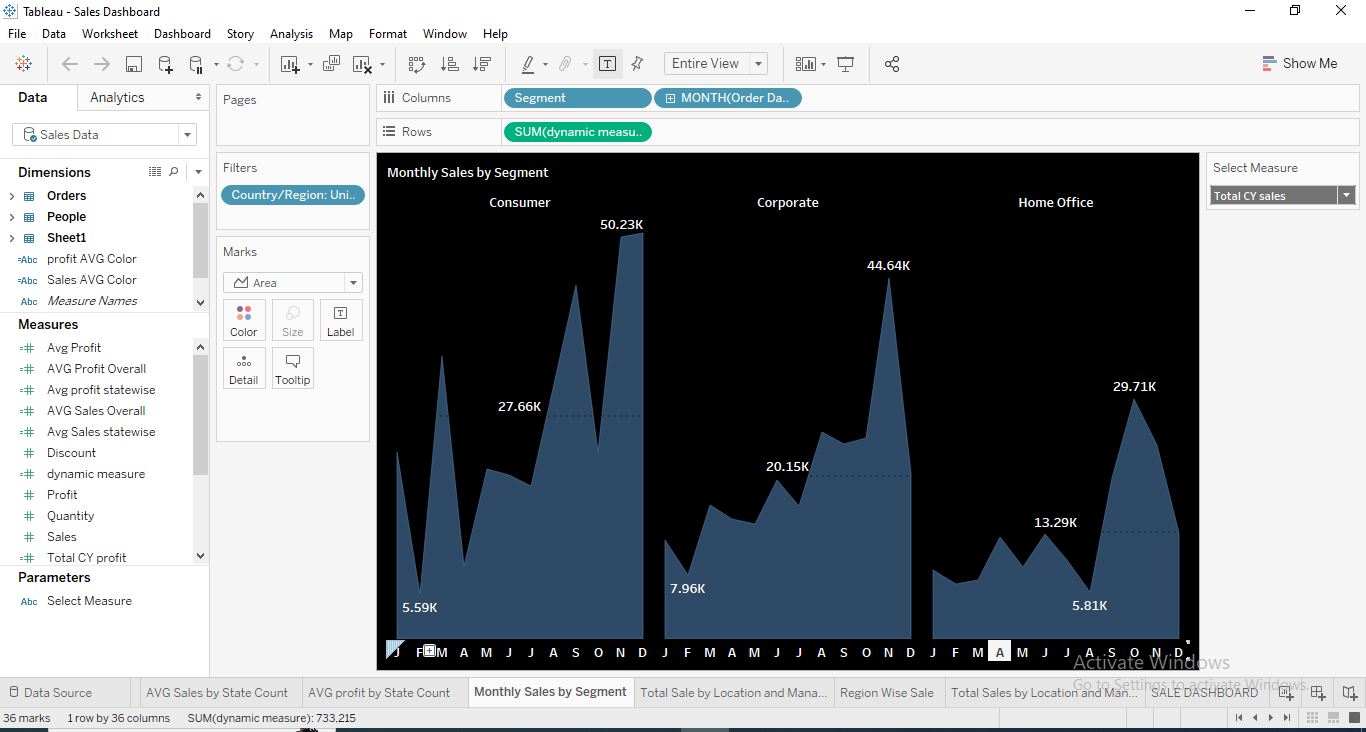 Tableau - Sales Dashboard
File Data Worksheet Dashboard Story Analysis Map Format Window Help
Entire View
Show Me
Data Analytics
Sales Data
Dimensions
Orders
People
Sheet1
Abc profit AVG Color
Abc Sales AVG Color
Abc Measure Names
Measures
Avg Profit
AVG Profit Overall
Avg profit statewise
AVG Sales Overall
Avg Sales statewise
Discount
dynamic measure
Profit
Quantity
Sales
Total CY profit
Parameters
Abc Select Measure
Pages
Filters
Country/Region: Uni..
Marks
Area
Color Size Label
Detail Tooltip
Columns Segment MONTH(Order Da..
Rows SUM(dynamic measu..
Monthly Sales by Segment
Consumer Corporate Home Office
50.23K
44.64K
29.71K
27.66K
20.15K
13.29K
7.96K
5.59K
5.81K
J F M A M J J A S O N D J F M A M J J A S O N D J F M A M J J A S O N D
Select Measure
Total CY sales
Activate Windows
Go to Settings to activate Windows.
Data Source AVG Sales by State Count AVG profit by State Count Monthly Sales by Segment Total Sale by Location and Mana... Region Wise Sale Total Sales by Location and Man... SALE DASHBOARD
36 marks 1 row by 36 columns SUM(dynamic measure): 733,215